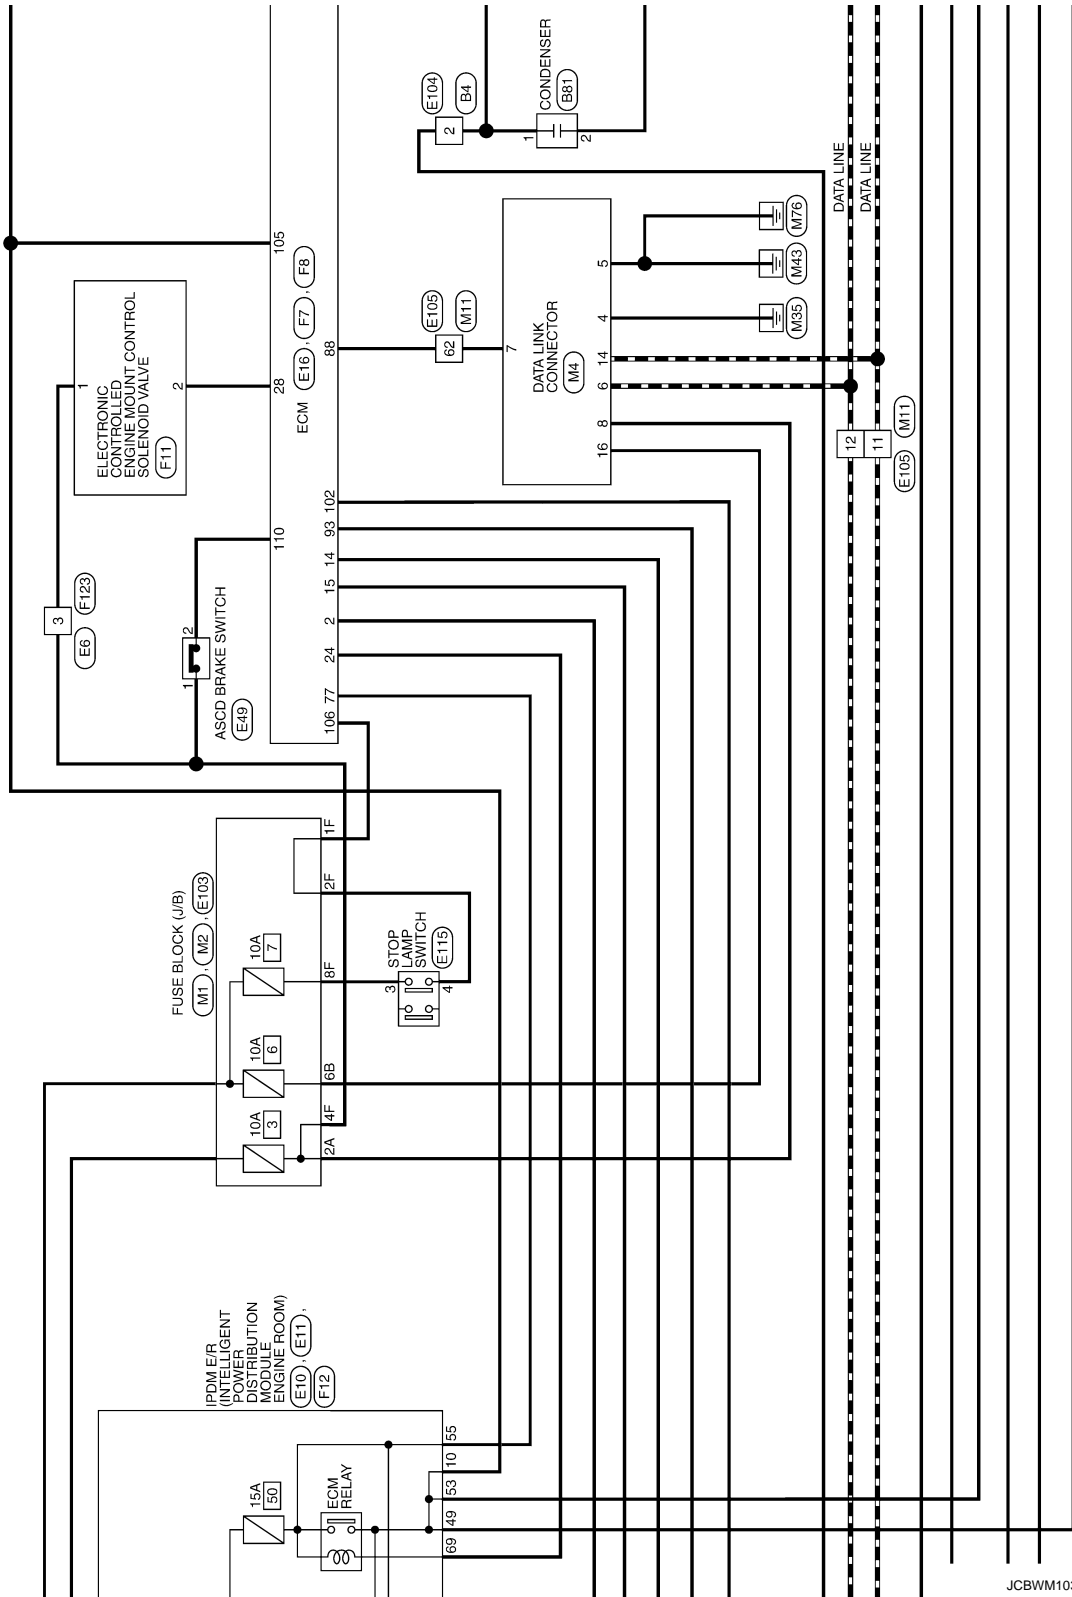 E104
B4
2
CONDENSER
B81
1
2
DATA LINE
DATA LINE
105
ELECTRONIC
CONTROLLED
ENGINE MOUNT CONTROL
SOLENOID VALVE
F11
1
2
28
ECM
E16 , F7 , F8
88
E105
M11
62
7
DATA LINK
CONNECTOR
M4
5
4
14
6
8
16
M76
M43
M35
12
11
M11
E105
3
F123
E6
110
2
1
ASCD BRAKE SWITCH
E49
102
93
14
15
2
24
77
106
FUSE BLOCK (J/B)
M1 , M2 , E103
10A
7
10A
6
10A
3
1F
2F
8F
6B
4F
2A
STOP
LAMP
SWITCH
E115
3
4
IPDM E/R
(INTELLIGENT
POWER
DISTRIBUTION
MODULE
ENGINE ROOM)
E10 , E11 ,
F12
15A
50
ECM
RELAY
55
10
53
49
69
JCBWM103